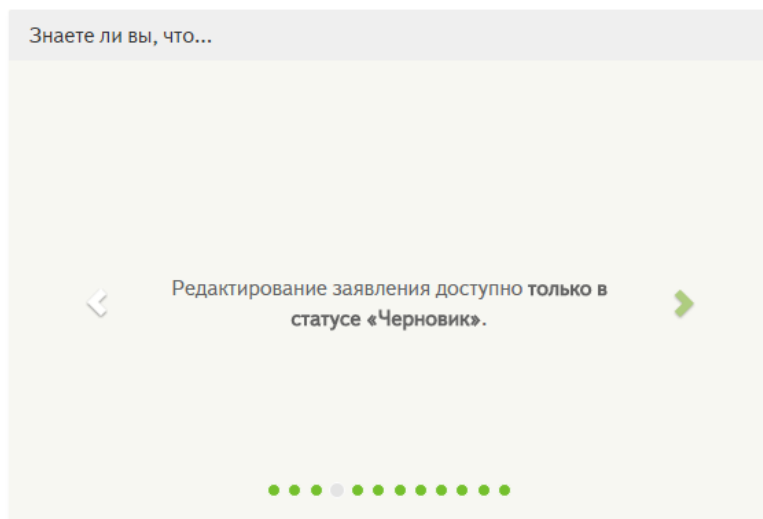 Знаете ли вы, что...
Редактирование заявления доступно только в
статусе «Черновик».